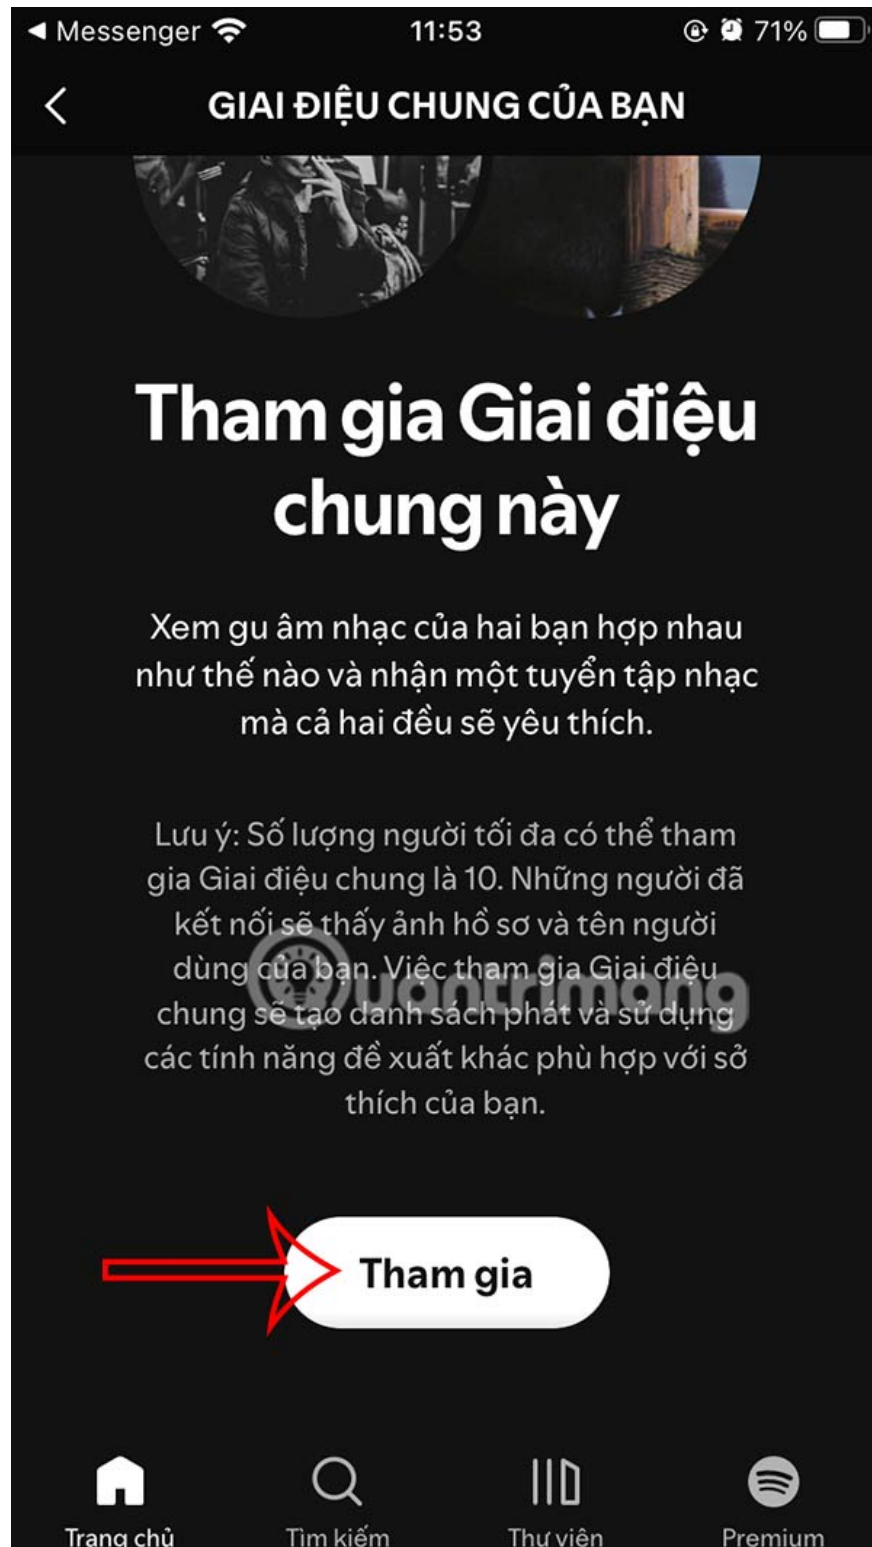 Messenger 11:53 71%
GIAI ĐIỆU CHUNG CỦA BẠN
Tham gia Giai điệu
chung này
Xem gu âm nhạc của hai bạn hợp nhau
như thế nào và nhận một tuyển tập nhạc
mà cả hai đều sẽ yêu thích.
Lưu ý: Số lượng người tối đa có thể tham
gia Giai điệu chung là 10. Những người đã
kết nối sẽ thấy ảnh hồ sơ và tên người
dùng của bạn. Việc tham gia Giai điệu
chung sẽ tạo danh sách phát và sử dụng
các tính năng đề xuất khác phù hợp với sở
thích của bạn.
Quantrimang
Tham gia
Trang chủ Tìm kiếm Thư viện Premium